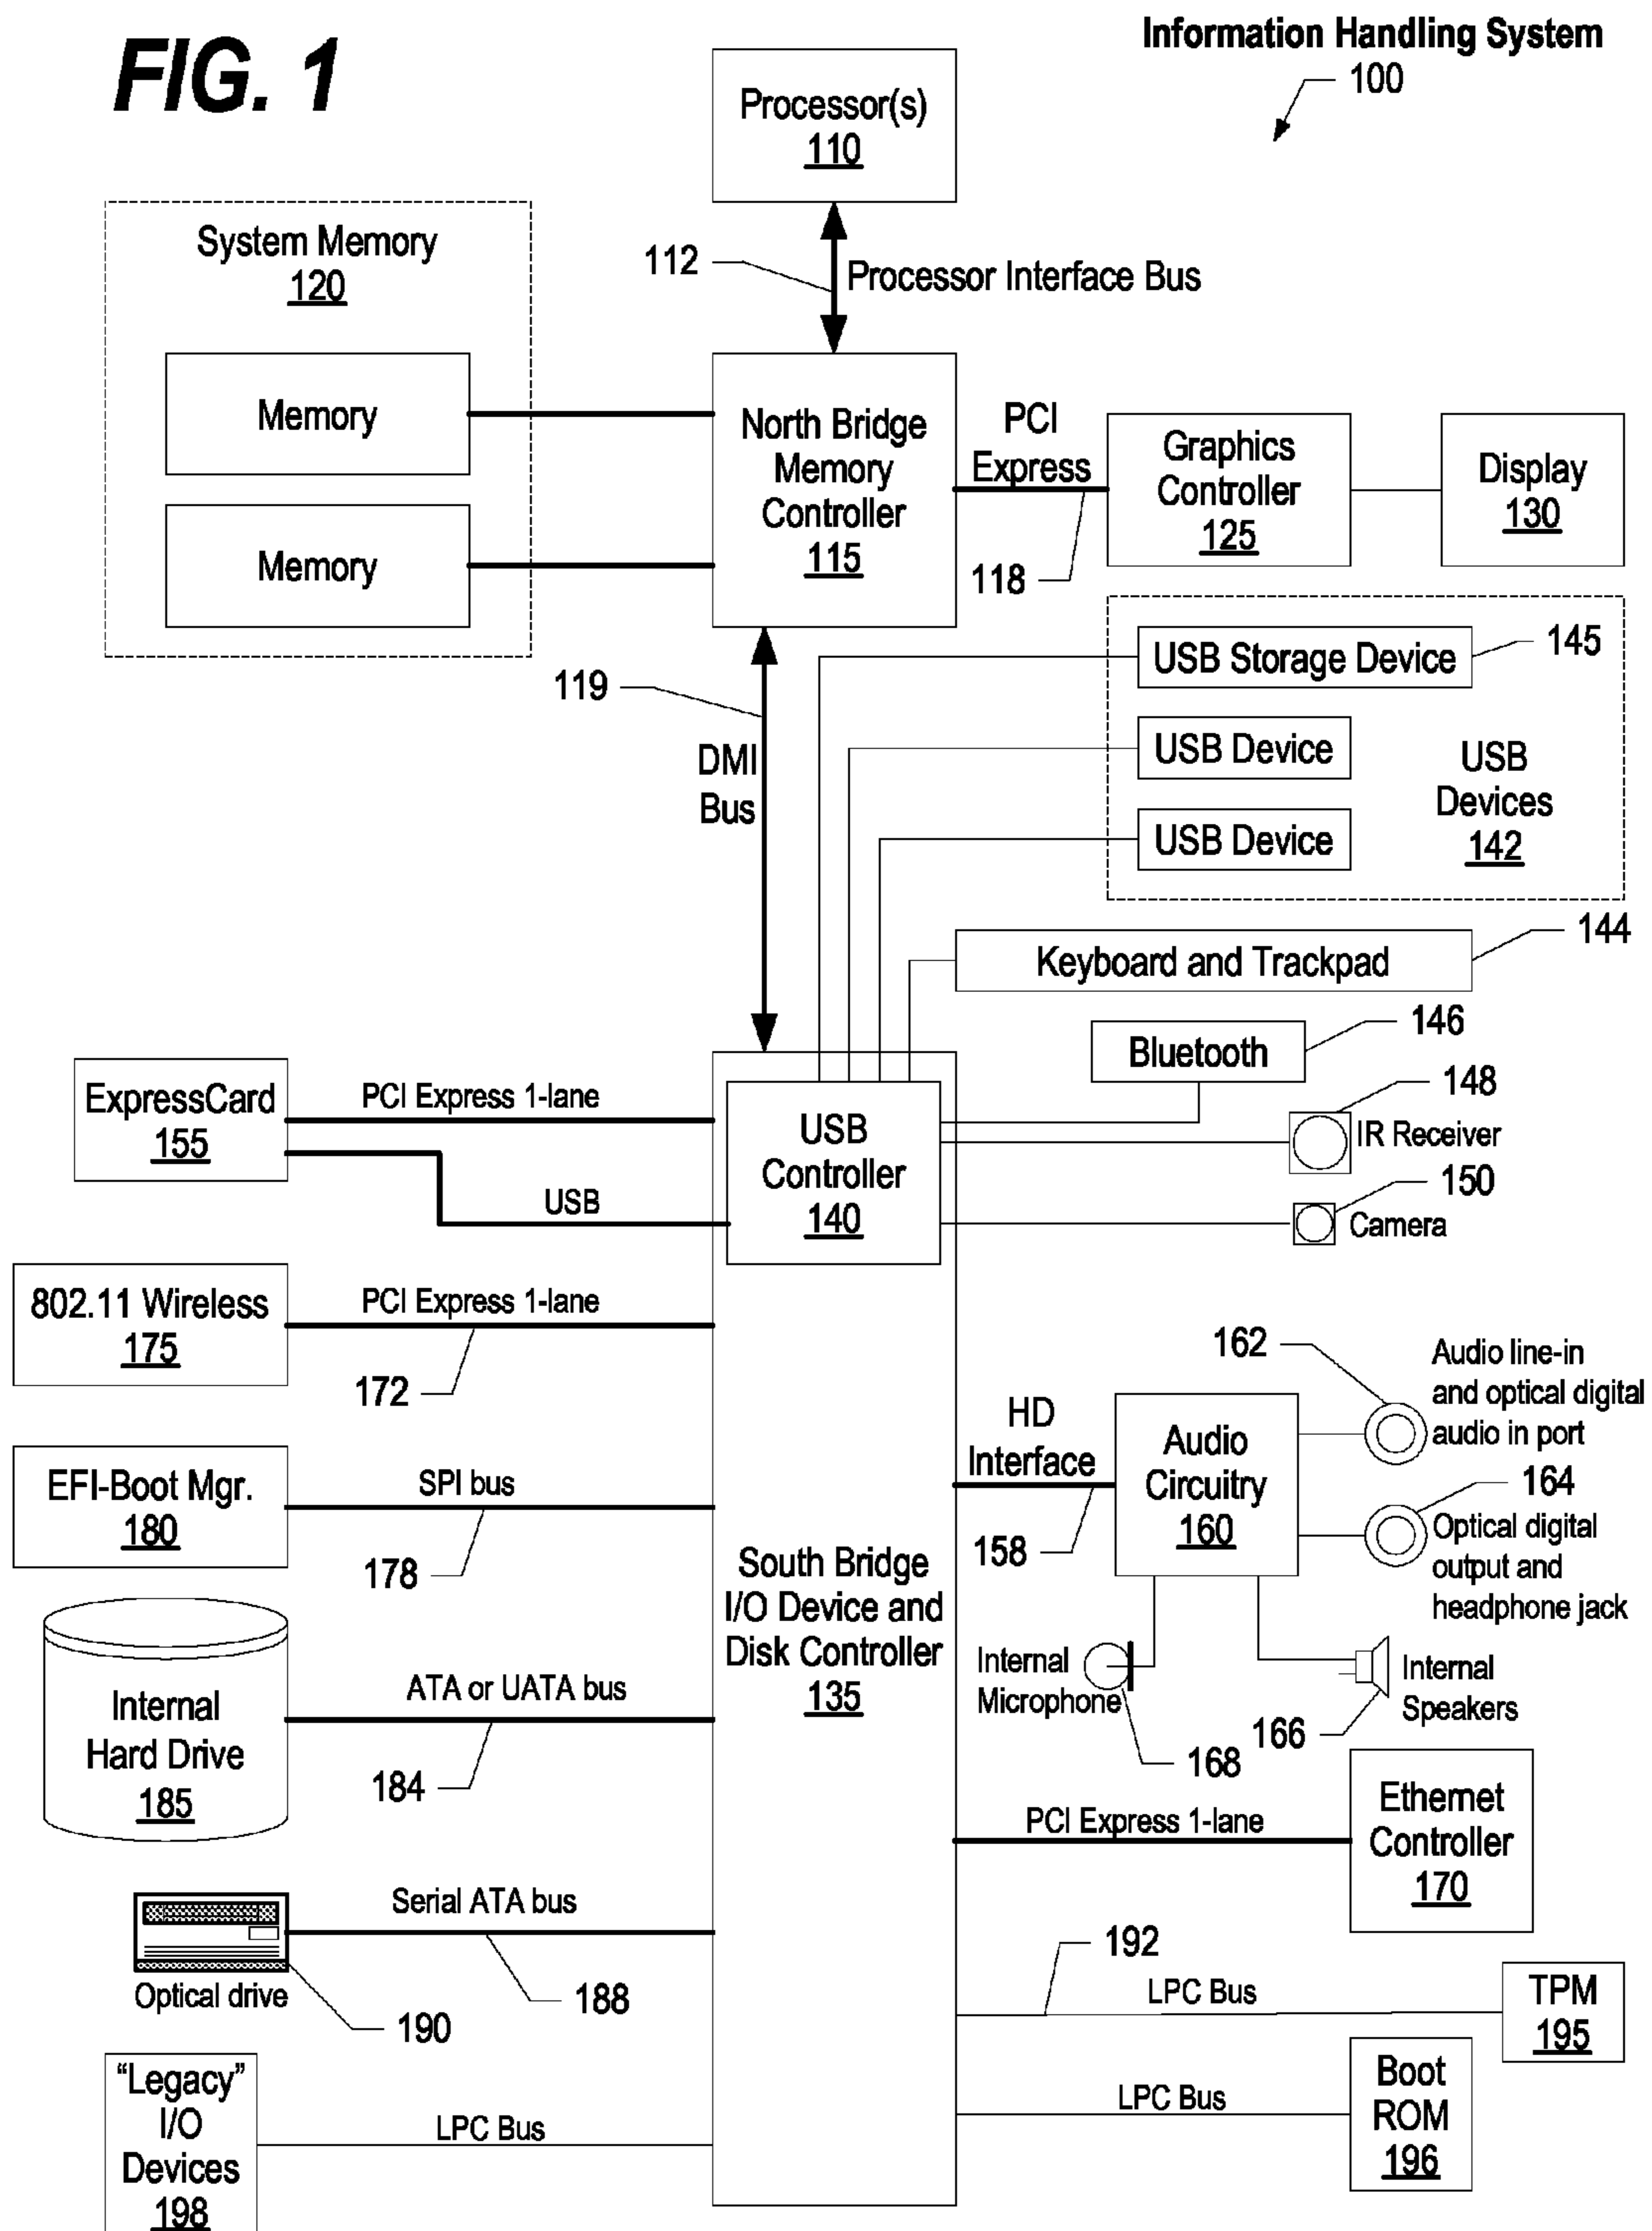 FIG. 1
Information Handling System
100
Processor(s)
110
112
Processor Interface Bus
System Memory
120
Memory
Memory
North Bridge
Memory
Controller
115
PCI
Express
118
Graphics
Controller
125
Display
130
119
DMI
Bus
USB Storage Device
145
USB Device
USB Device
USB
Devices
142
Keyboard and Trackpad
144
Bluetooth
146
148
IR Receiver
150
Camera
USB
Controller
140
ExpressCard
155
PCI Express 1-lane
USB
802.11 Wireless
175
PCI Express 1-lane
172
EFI-Boot Mgr.
180
SPI bus
178
South Bridge
I/O Device and
Disk Controller
135
HD
Interface
158
Audio
Circuitry
160
162
Audio line-in
and optical digital
audio in port
164
Optical digital
output and
headphone jack
Internal
Microphone
168
166
Internal
Speakers
Internal
Hard Drive
185
ATA or UATA bus
184
PCI Express 1-lane
Ethernet
Controller
170
Serial ATA bus
188
Optical drive
190
192
LPC Bus
TPM
195
LPC Bus
Boot
ROM
196
“Legacy”
I/O
Devices
198
LPC Bus